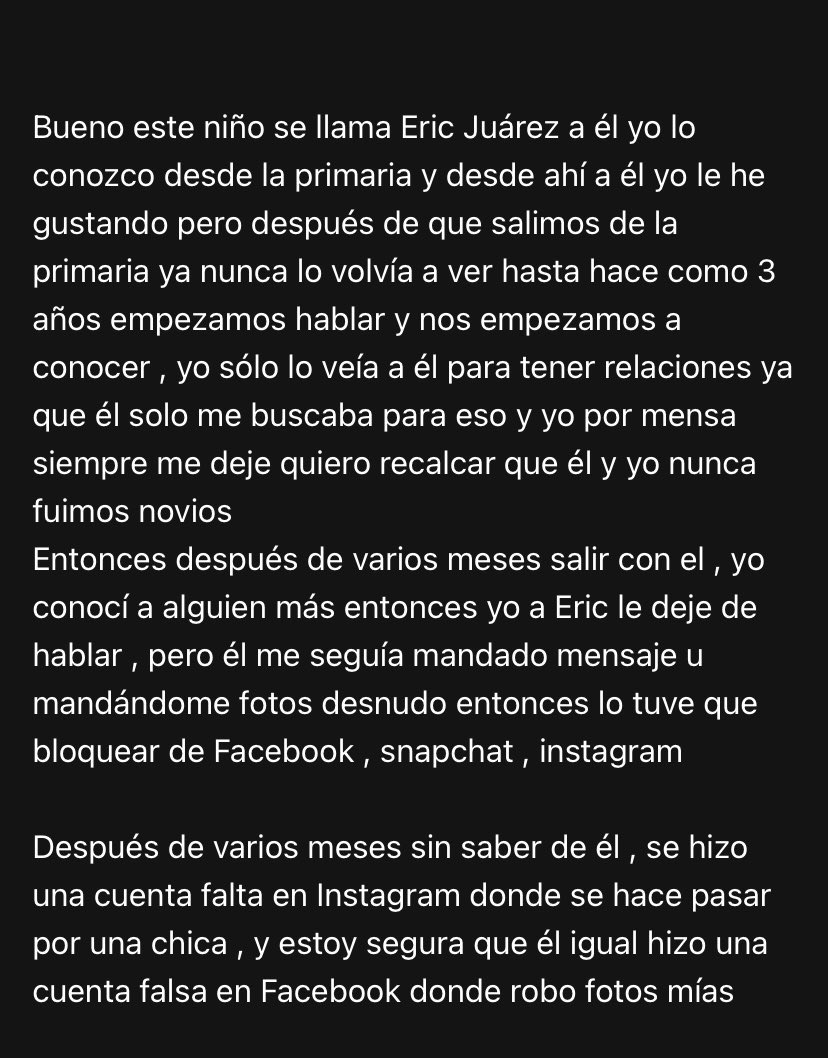 Bueno este niño se llama Eric Juárez a él yo lo
conozco desde la primaria y desde ahí a él yo le he
gustando pero después de que salimos de la
primaria ya nunca lo volvía a ver hasta hace como 3
años empezamos hablar y nos empezamos a
conocer , yo sólo lo veía a él para tener relaciones ya
que él solo me buscaba para eso y yo por mensa
siempre me deje quiero recalcar que él y yo nunca
fuimos novios
Entonces después de varios meses salir con el , yo
conocí a alguien más entonces yo a Eric le deje de
hablar , pero él me seguía mandado mensaje u
mandándome fotos desnudo entonces lo tuve que
bloquear de Facebook , snapchat , instagram
Después de varios meses sin saber de él , se hizo
una cuenta falta en Instagram donde se hace pasar
por una chica , y estoy segura que él igual hizo una
cuenta falsa en Facebook donde robo fotos mías